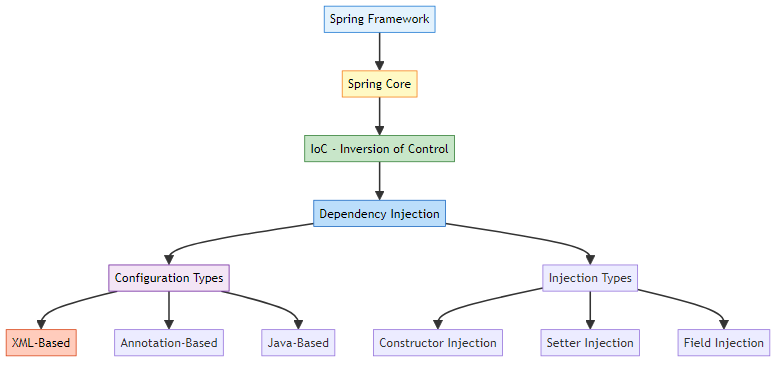 Spring Framework
Spring Core
IoC - Inversion of Control
Dependency Injection
Configuration Types
Injection Types
XML-Based
Annotation-Based
Java-Based
Constructor Injection
Setter Injection
Field Injection